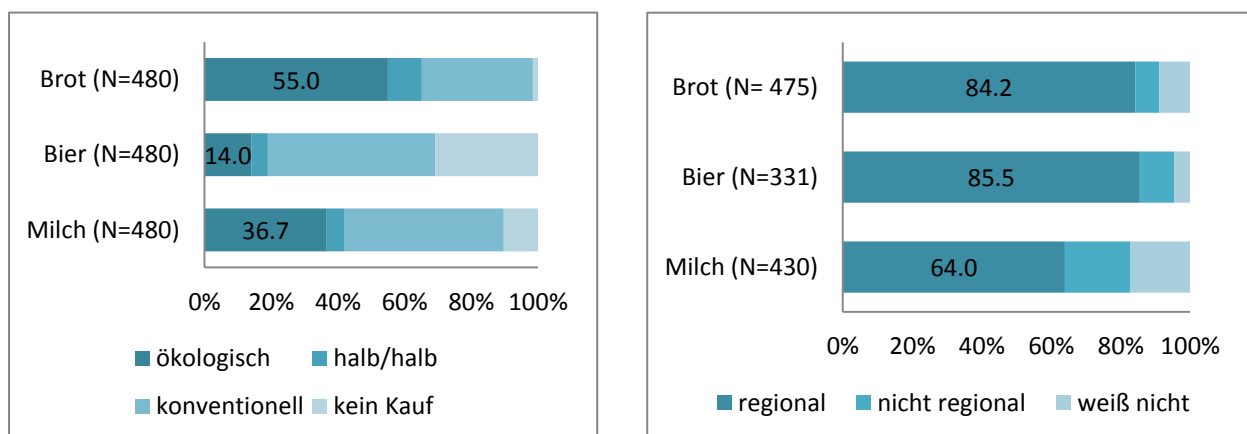 Brot (N=480)
55.0
Bier (N=480)
14.0
Milch (N=480)
36.7
0% 20% 40% 60% 80% 100%
ökologisch halb/halb
konventionell kein Kauf
Brot (N= 475)
84.2
Bier (N=331)
85.5
Milch (N=430)
64.0
0% 20% 40% 60% 80% 100%
regional nicht regional weiß nicht